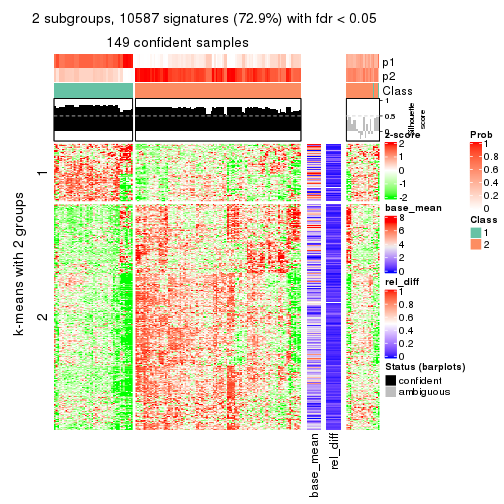 2 subgroups, 10587 signatures (72.9%) with fdr < 0.05
149 confident samples
p1
p2
Class
1
0.5
0
Silhouette
score
k-means with 2 groups
1
2
base_mean
rel_diff
z-score
2
1
0
-1
-2
base_mean
8
6
4
2
0
rel_diff
1
0.8
0.6
0.4
0.2
0
Status (barplots)
confident
ambiguous
Prob
1
0.8
0.6
0.4
0.2
0
Class
1
2